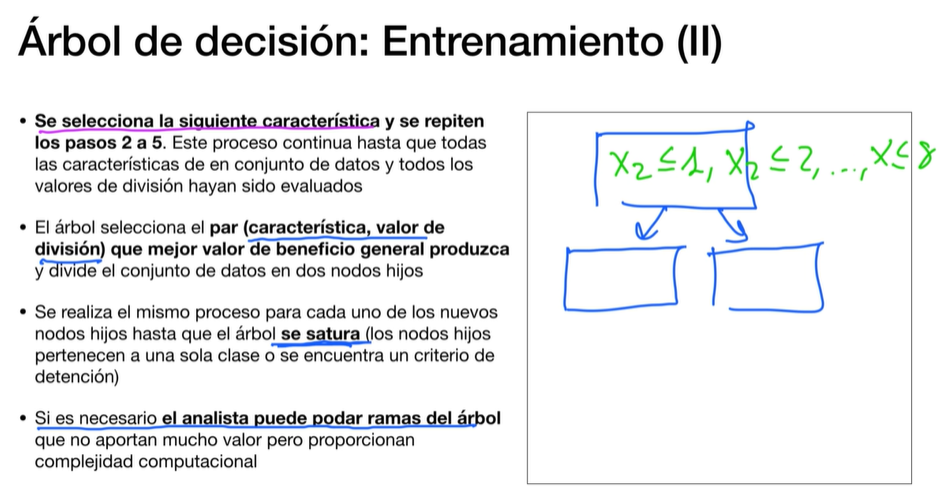 Árbol de decisión: Entrenamiento (II)
• Se selecciona la siguiente característica y se repiten
los pasos 2 a 5. Este proceso continua hasta que todas
las características de en conjunto de datos y todos los
valores de división hayan sido evaluados
• El árbol selecciona el par (característica, valor de
división) que mejor valor de beneficio general produzca
y divide el conjunto de datos en dos nodos hijos
• Se realiza el mismo proceso para cada uno de los nuevos
nodos hijos hasta que el árbol se satura (los nodos hijos
pertenecen a una sola clase o se encuentra un criterio de
detención)
• Si es necesario el analista puede podar ramas del árbol
que no aportan mucho valor pero proporcionan
complejidad computacional
X₂ ≤ 1, X₂ ≤ 2, ..., X ≤ 8